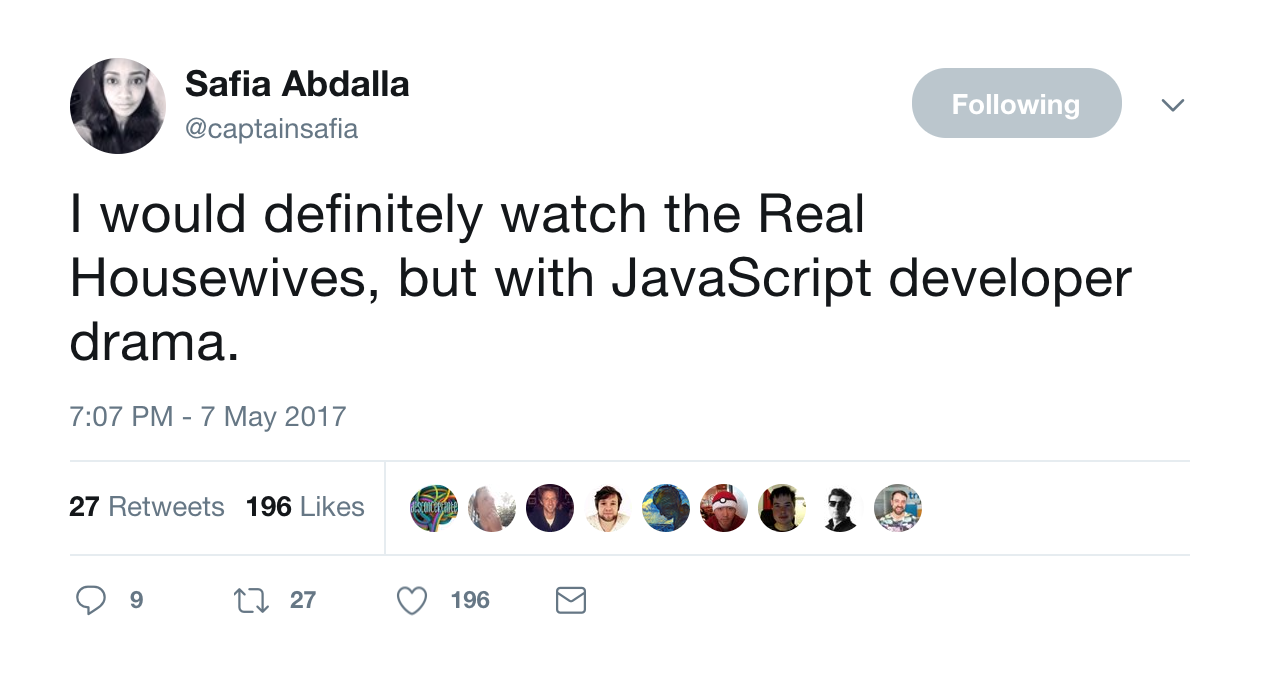 Safia Abdalla
@captainsafia
Following
I would definitely watch the Real
Housewives, but with JavaScript developer
drama.
7:07 PM - 7 May 2017
27 Retweets 196 Likes
9 27 196